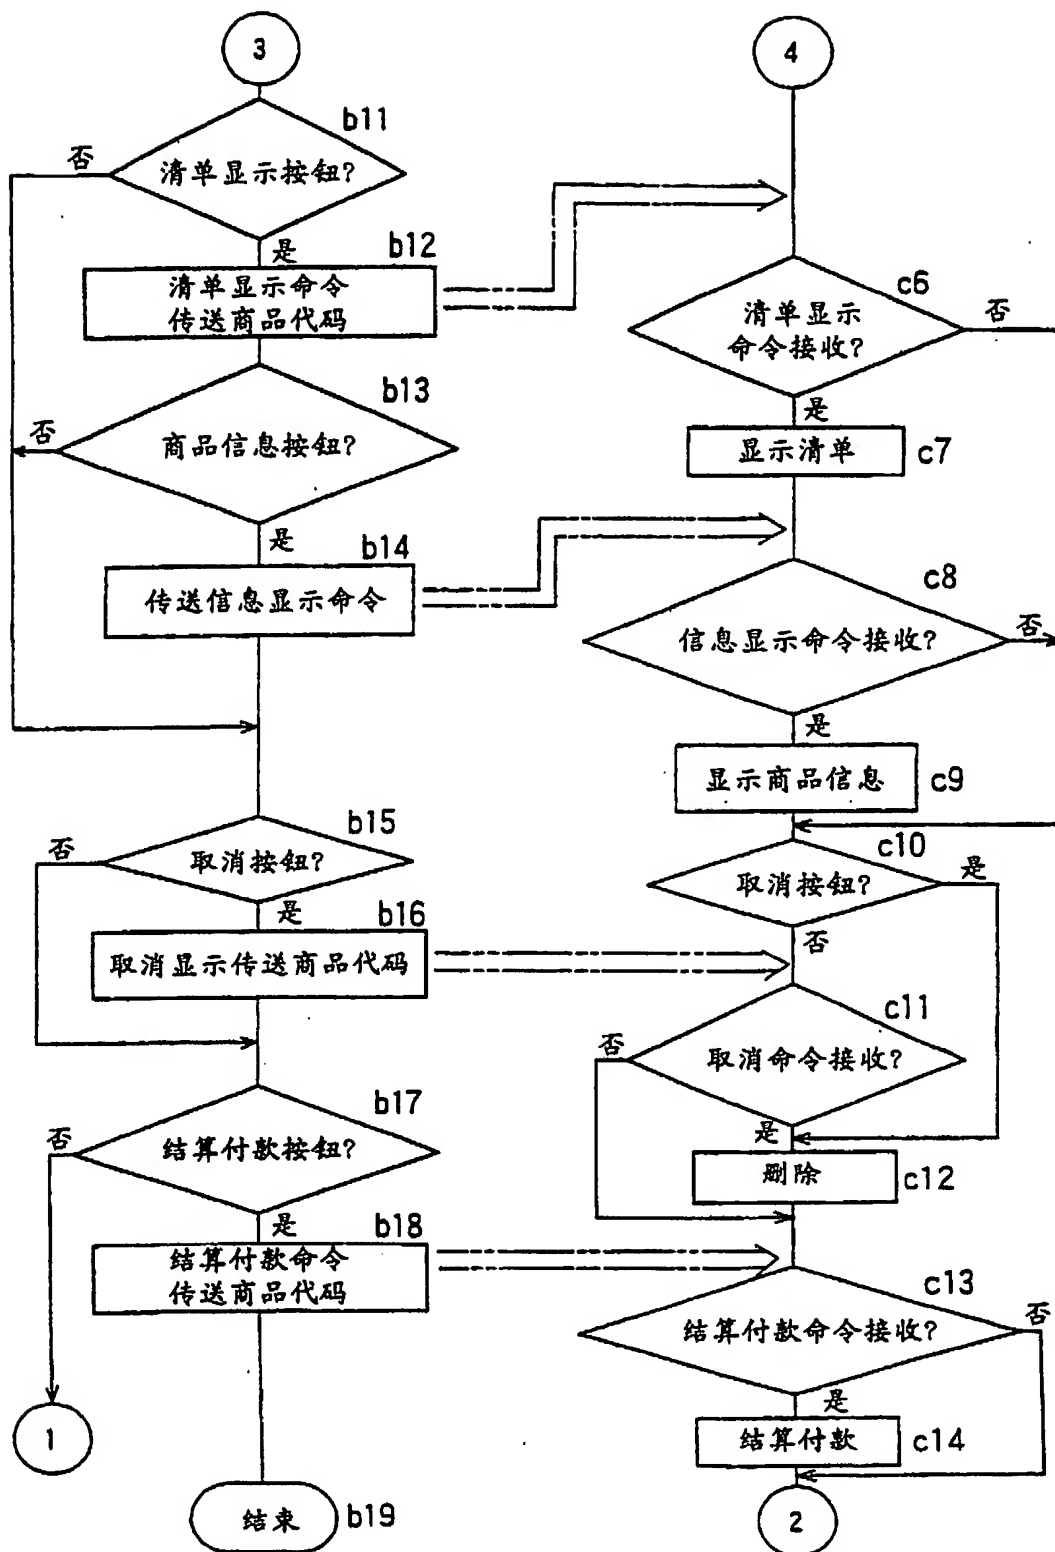 3
b11
否
清单显示按钮?
是
b12
清单显示命令
传送商品代码
b13
否
商品信息按钮?
是
b14
传送信息显示命令
b15
否
取消按钮?
是
b16
取消显示传送商品代码
b17
否
结算付款按钮?
是
b18
结算付款命令
传送商品代码
1
结束
b19
4
c6
清单显示
命令接收?
否
是
显示清单
c7
c8
信息显示命令接收?
否
是
显示商品信息
c9
c10
取消按钮?
是
否
c11
否
取消命令接收?
是
删除
c12
c13
结算付款命令接收?
否
是
结算付款
c14
2